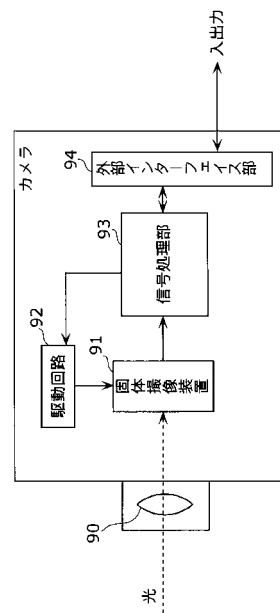 カメラ
92
駆動回路
91
固体撮像装置
93
信号処理部
94
外部インターフェイス部
入出力
90
光